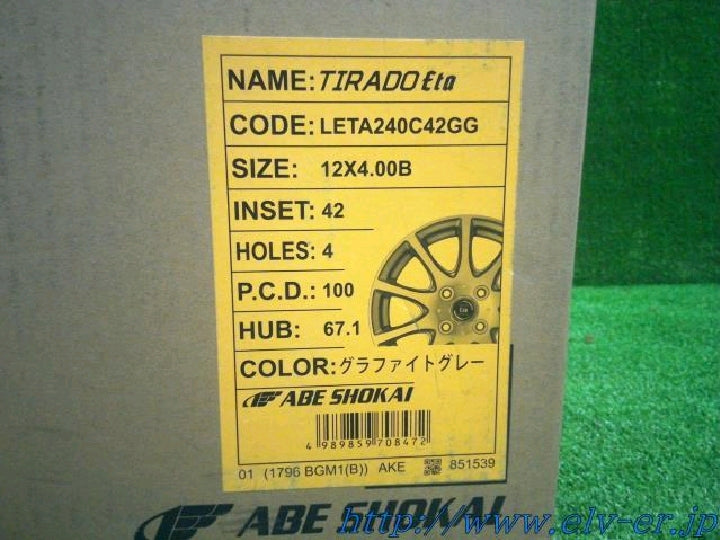 NAME: TIRADO Eta
CODE: LETA240C42GG
SIZE: 12X4.00B
INSET: 42
HOLES: 4
P.C.D.: 100
HUB: 67.1
COLOR: グラファイトグレー
ABE SHOKAI
4 989859 708472
01 (1796 BGM1(B)) AKE 851539
ABE SHOKAI
http://www.elv-er.jp